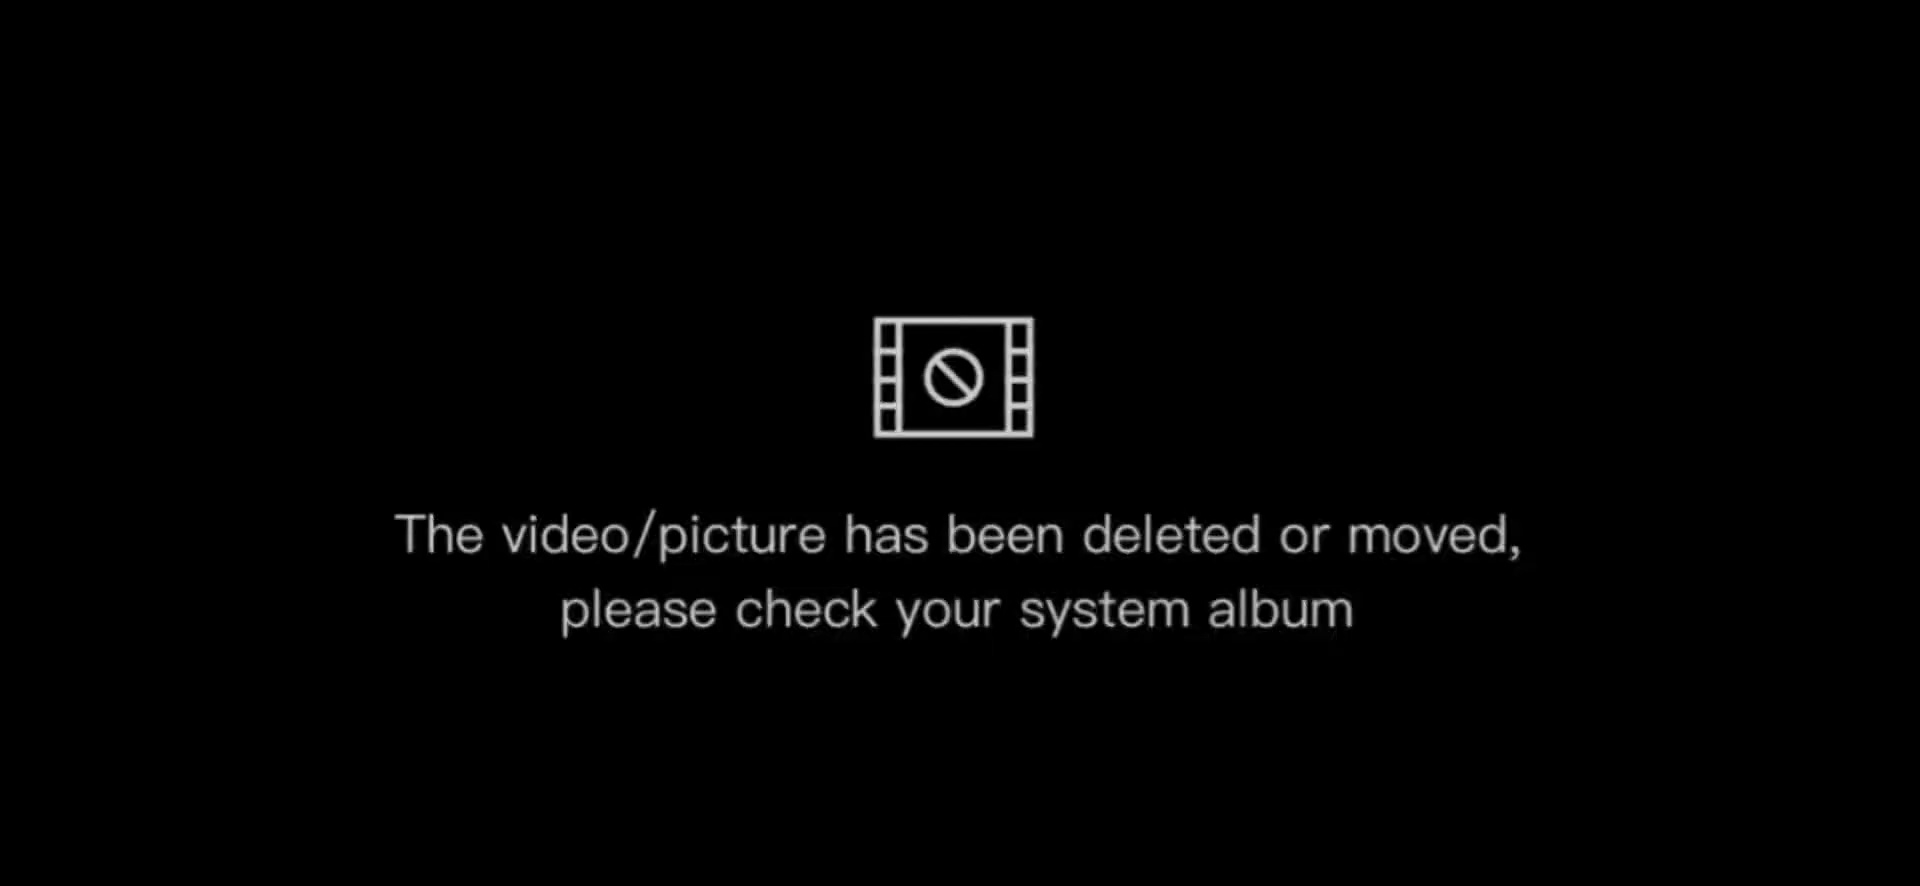 The video/picture has been deleted or moved,
please check your system album